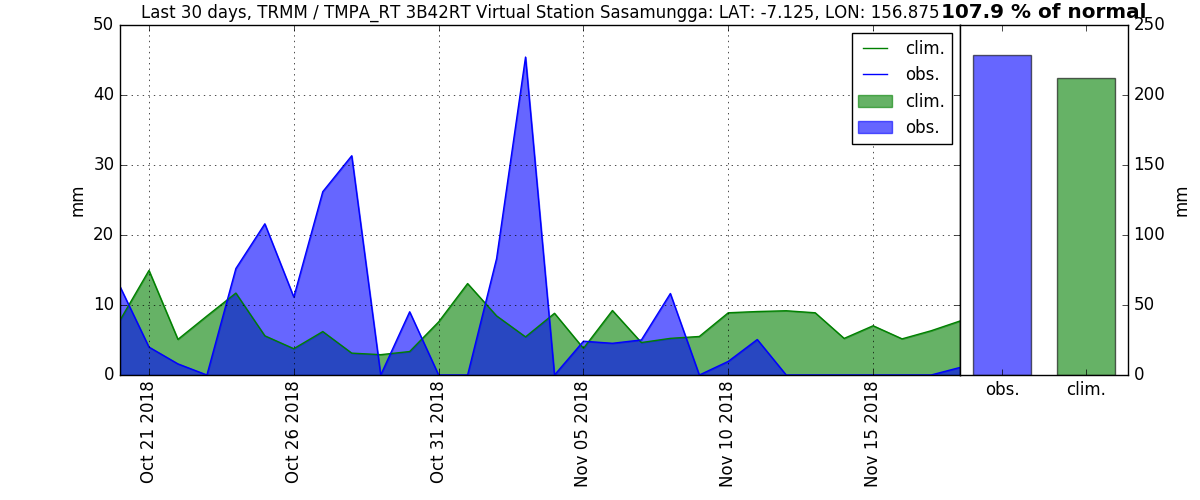 Last 30 days, TRMM / TMPA_RT 3B42RT Virtual Station Sasamungga: LAT: -7.125, LON: 156.875
107.9 % of normal
50
40
30
20
10
0
mm
clim.
obs.
clim.
obs.
250
200
150
100
50
0
mm
Oct 21 2018
Oct 26 2018
Oct 31 2018
Nov 05 2018
Nov 10 2018
Nov 15 2018
obs.
clim.